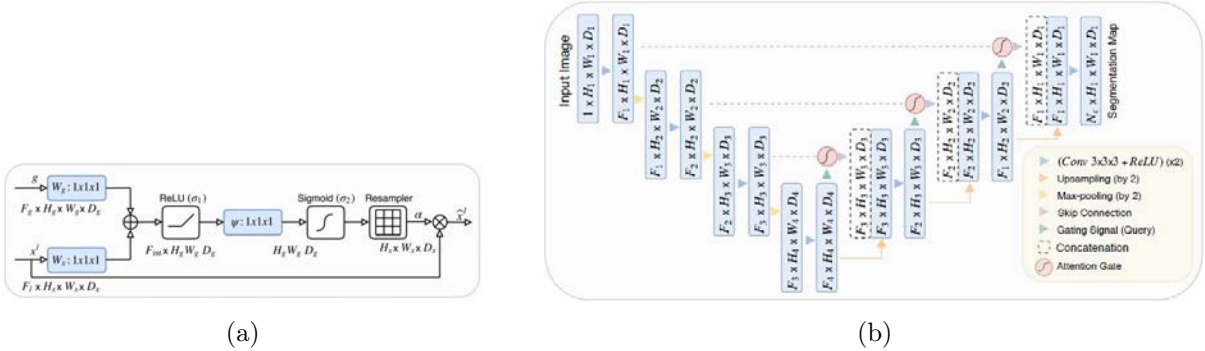 g
W_g : 1x1x1
F_g x H_g x W_g x D_g
x^l
W_x : 1x1x1
F_l x H_x x W_x x D_x
ReLU (σ_1)
F_int x H_g W_g D_g
ψ : 1x1x1
H_g W_g D_g
Sigmoid (σ_2)
Resampler
α
H_x x W_x x D_x
x̂^l
(a)
Input Image
1 x H_1 x W_1 x D_1
F_1 x H_1 x W_1 x D_1
F_1 x H_2 x W_2 x D_2
F_2 x H_2 x W_2 x D_2
F_2 x H_3 x W_3 x D_3
F_3 x H_3 x W_3 x D_3
F_3 x H_4 x W_4 x D_4
F_4 x H_4 x W_4 x D_4
F_3 x H_3 x W_3 x D_3
F_3 x H_3 x W_3 x D_3
F_2 x H_3 x W_3 x D_3
F_2 x H_2 x W_2 x D_2
F_2 x H_2 x W_2 x D_2
F_1 x H_2 x W_2 x D_2
F_1 x H_1 x W_1 x D_1
F_1 x H_1 x W_1 x D_1
N_c x H_1 x W_1 x D_1
Segmentation Map
(Conv 3x3x3 + ReLU) (x2)
Upsampling (by 2)
Max-pooling (by 2)
Skip Connection
Gating Signal (Query)
Concatenation
Attention Gate
(b)